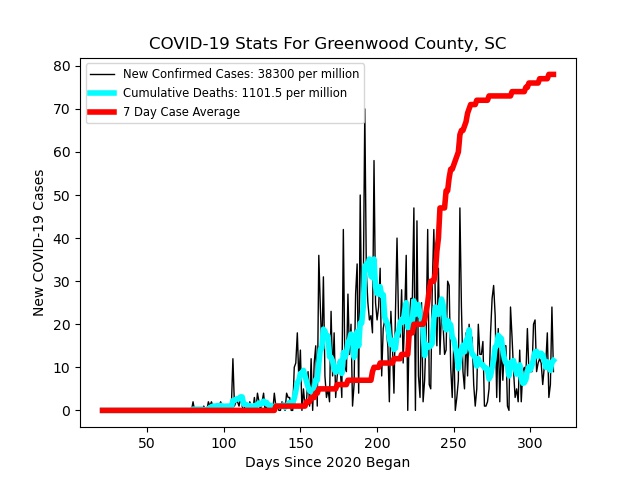 COVID-19 Stats For Greenwood County, SC
New Confirmed Cases: 38300 per million
Cumulative Deaths: 1101.5 per million
7 Day Case Average
New COVID-19 Cases
80
70
60
50
40
30
20
10
0
50 100 150 200 250 300
Days Since 2020 Began